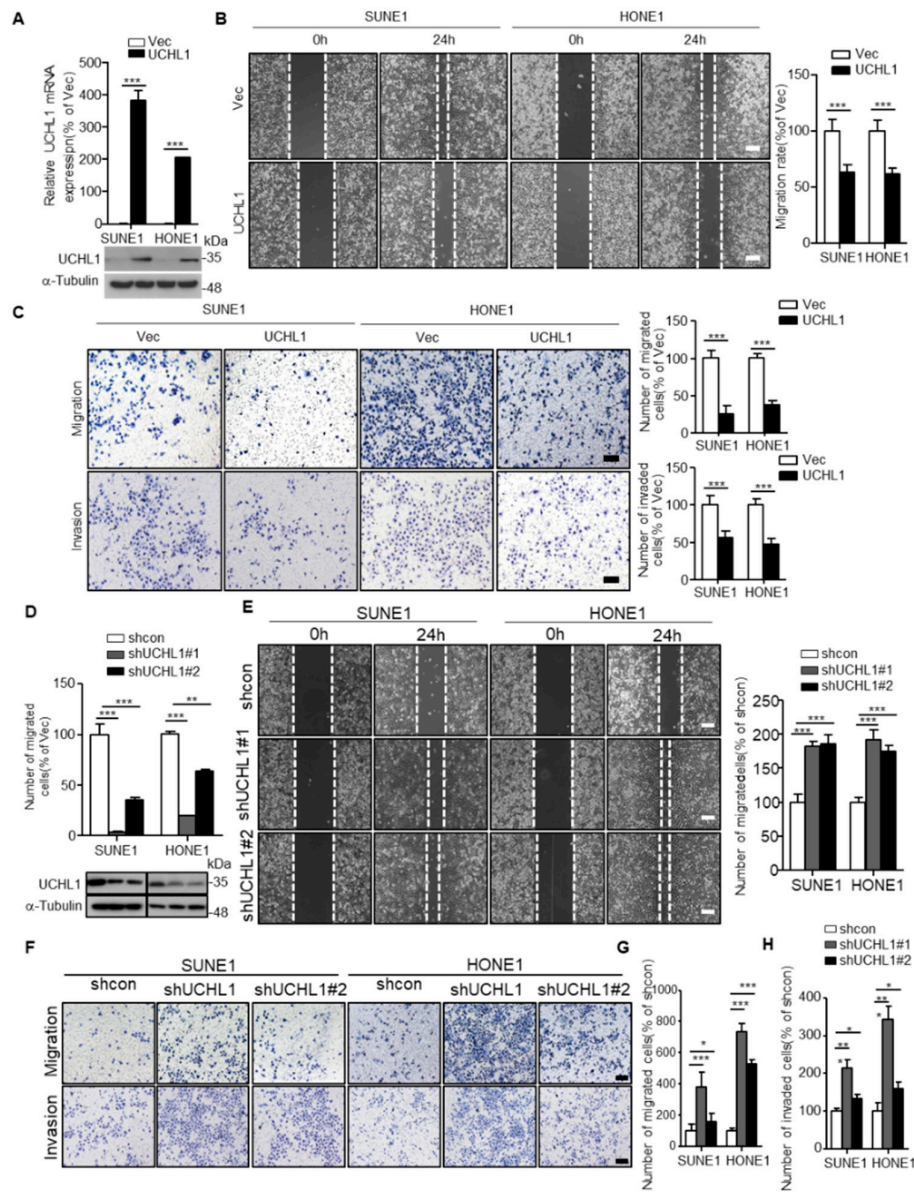 A
Vec
UCHL1
Relative UCHL1 mRNA
expressipn(% of Vec)
500
400
300
200
100
0
***
***
SUNE1 HONE1
kDa
UCHL1
-35
α-Tubulin
-48
B
SUNE1
HONE1
0h
24h
0h
24h
Vec
UCHL1
Vec
UCHL1
Migration rate(%of Vec)
150
100
50
0
***
***
SUNE1 HONE1
C
SUNE1
HONE1
Vec
UCHL1
Vec
UCHL1
Migration
Invasion
Vec
UCHL1
Number of migrated
cells(% of Vec)
150
100
50
0
***
***
SUNE1 HONE1
Vec
UCHL1
Number of invaded
cells(% of Vec)
150
100
50
0
***
***
SUNE1 HONE1
D
shcon
shUCHL1#1
shUCHL1#2
Number of migrated
cells(% of Vec)
150
100
50
0
***
***
**
***
SUNE1 HONE1
kDa
UCHL1
-35
α-Tubulin
-48
E
SUNE1
HONE1
0h
24h
0h
24h
shcon
shUCHL1#1
shUCHL1#2
shcon
shUCHL1#1
shUCHL1#2
Number of migratedcells(% of shcon)
250
200
150
100
50
0
***
***
***
***
SUNE1 HONE1
F
SUNE1
HONE1
shcon
shUCHL1
shUCHL1#2
shcon
shUCHL1
shUCHL1#2
Migration
Invasion
G
Number of migrated cells(% of shcon)
1000
800
600
400
200
0
*
***
***
***
SUNE1 HONE1
H
shcon
shUCHL1#1
shUCHL1#2
Number of invaded cells(% of shcon)
400
300
200
100
0
*
**
*
*
**
*
SUNE1 HONE1